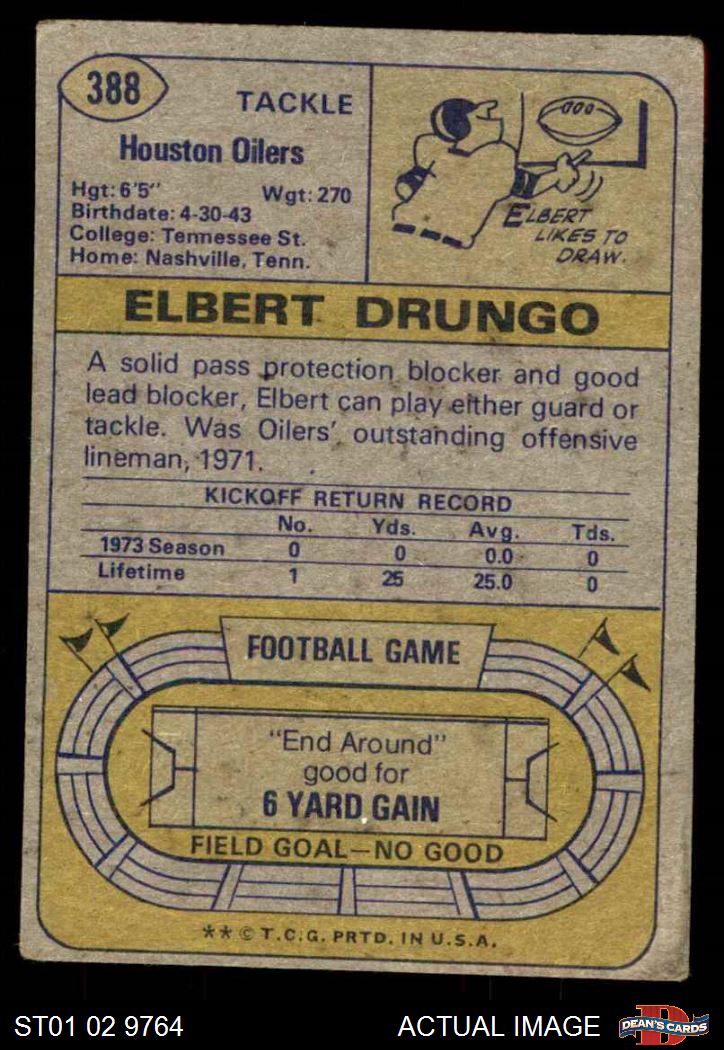 388
TACKLE
Houston Oilers
Hgt: 6'5" Wgt: 270
Birthdate: 4-30-43
College: Tennessee St.
Home: Nashville, Tenn.
ELBERT
LIKES TO
DRAW.
ELBERT DRUNGO
A solid pass protection blocker and good
lead blocker, Elbert can play either guard or
tackle. Was Oilers' outstanding offensive
lineman, 1971.
KICKOFF RETURN RECORD
No. Yds. Avg. Tds.
1973 Season 0 0 0.0 0
Lifetime 1 25 25.0 0
FOOTBALL GAME
"End Around"
good for
6 YARD GAIN
FIELD GOAL—NO GOOD
** © T.C.G. PRTD. IN U.S.A.
ST01 02 9764 ACTUAL IMAGE
D
DEAN'S CARDS